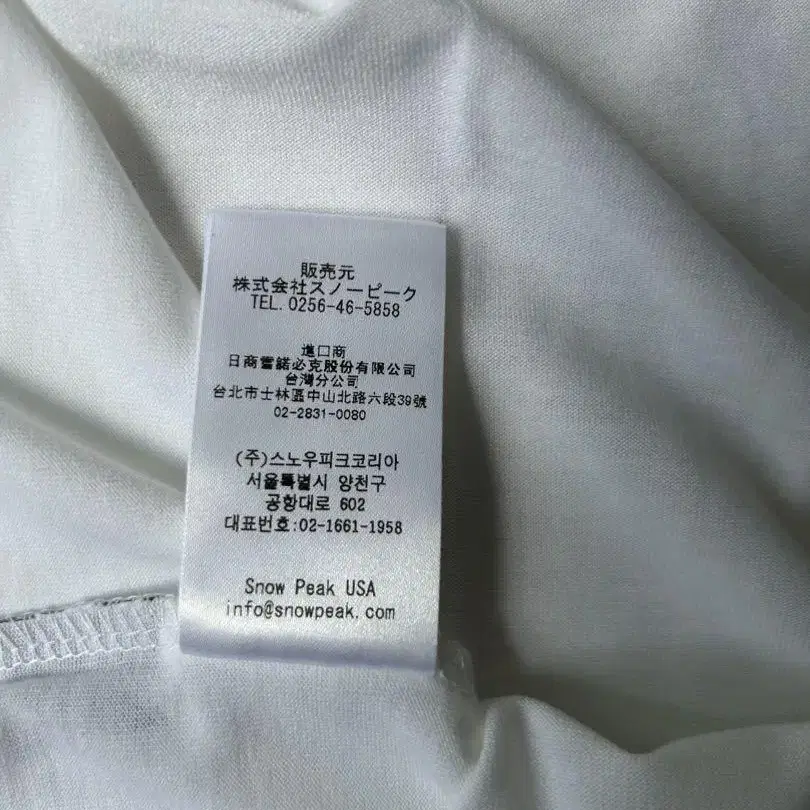 販売元
株式会社スノーピーク
TEL.0256-46-5858
進口商
日商雪諾必克股份有限公司
台灣分公司
台北市士林區中山北路六段39號
02-2831-0080
(주)스노우피크코리아
서울특별시 양천구
공항대로 602
대표번호:02-1661-1958
Snow Peak USA
info@snowpeak.com